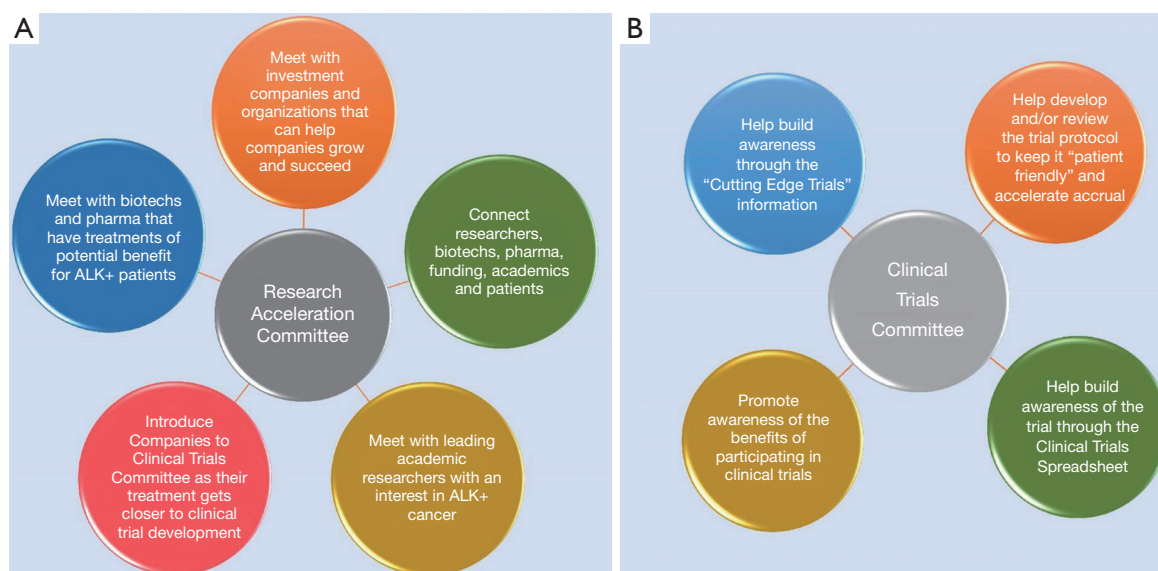 A
Meet with
investment
companies and
organizations that
can help
companies grow
and succeed
Meet with biotechs
and pharma that
have treatments of
potential benefit
for ALK+ patients
Connect
researchers,
biotechs, pharma,
funding, academics
and patients
Research
Acceleration
Committee
Introduce
Companies to
Clinical Trials
Committee as their
treatment gets
closer to clinical
trial development
Meet with leading
academic
researchers with an
interest in ALK+
cancer
B
Help build
awareness
through the
“Cutting Edge Trials”
information
Help develop
and/or review
the trial protocol
to keep it “patient
friendly” and
accelerate accrual
Clinical
Trials
Committee
Promote
awareness of the
benefits of
participating in
clinical trials
Help build
awareness of the
trial through the
Clinical Trials
Spreadsheet